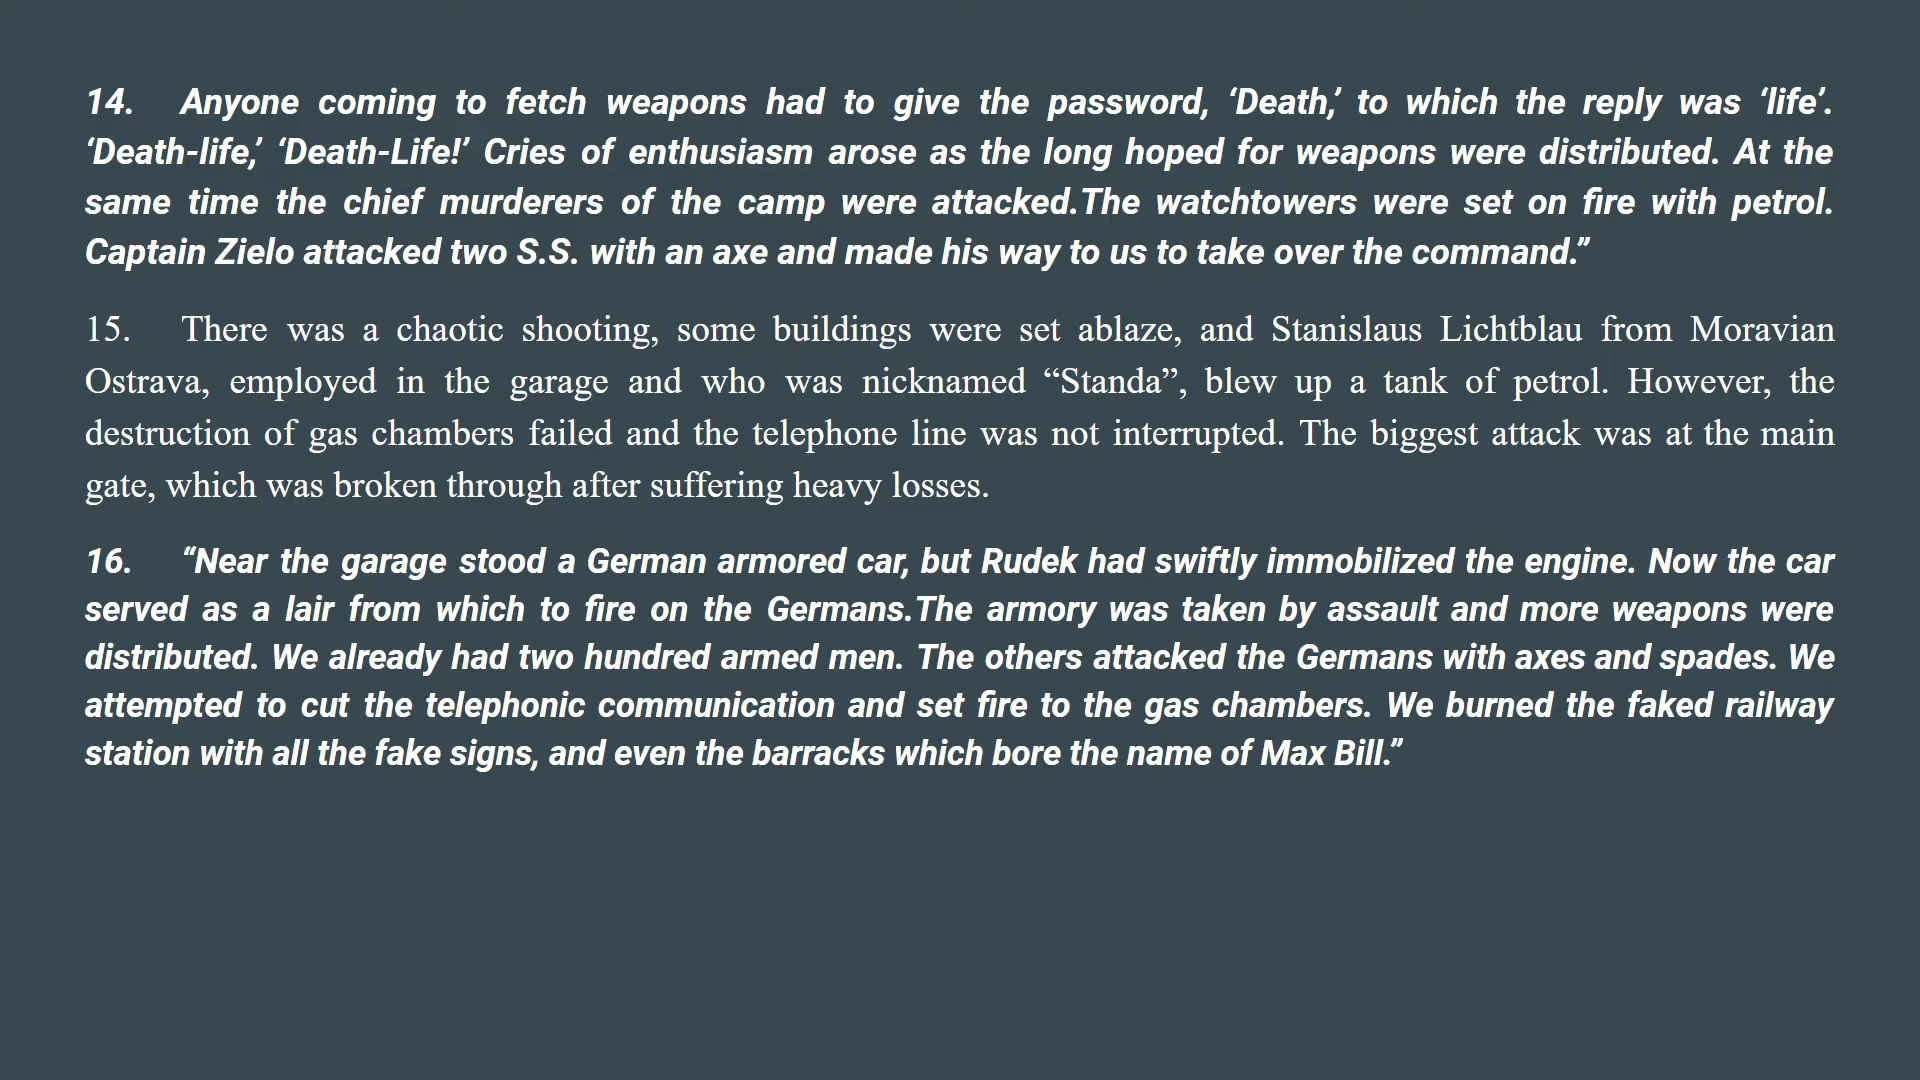 14. Anyone coming to fetch weapons had to give the password, ‘Death,’ to which the reply was ‘life’.
‘Death-life,’ ‘Death-Life!’ Cries of enthusiasm arose as the long hoped for weapons were distributed. At the
same time the chief murderers of the camp were attacked.The watchtowers were set on fire with petrol.
Captain Zielo attacked two S.S. with an axe and made his way to us to take over the command.”
15. There was a chaotic shooting, some buildings were set ablaze, and Stanislaus Lichtblau from Moravian
Ostrava, employed in the garage and who was nicknamed “Standa”, blew up a tank of petrol. However, the
destruction of gas chambers failed and the telephone line was not interrupted. The biggest attack was at the main
gate, which was broken through after suffering heavy losses.
16. “Near the garage stood a German armored car, but Rudek had swiftly immobilized the engine. Now the car
served as a lair from which to fire on the Germans.The armory was taken by assault and more weapons were
distributed. We already had two hundred armed men. The others attacked the Germans with axes and spades. We
attempted to cut the telephonic communication and set fire to the gas chambers. We burned the faked railway
station with all the fake signs, and even the barracks which bore the name of Max Bill.”